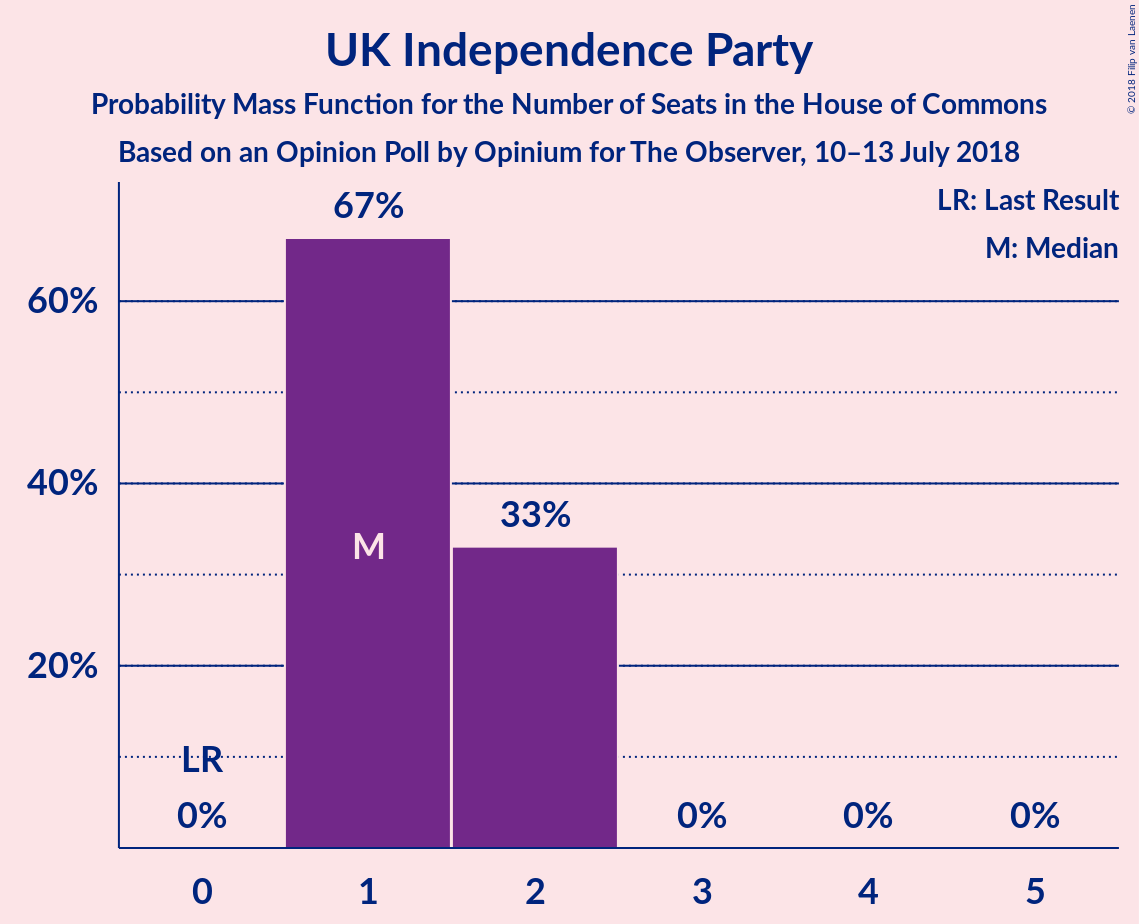 UK Independence Party
Probability Mass Function for the Number of Seats in the House of Commons
Based on an Opinion Poll by Opinium for The Observer, 10–13 July 2018
© 2018 Filip van Laenen
LR: Last Result
M: Median
67%
60%
40%
33%
M
20%
LR
0%
0%
0%
0%
0
1
2
3
4
5